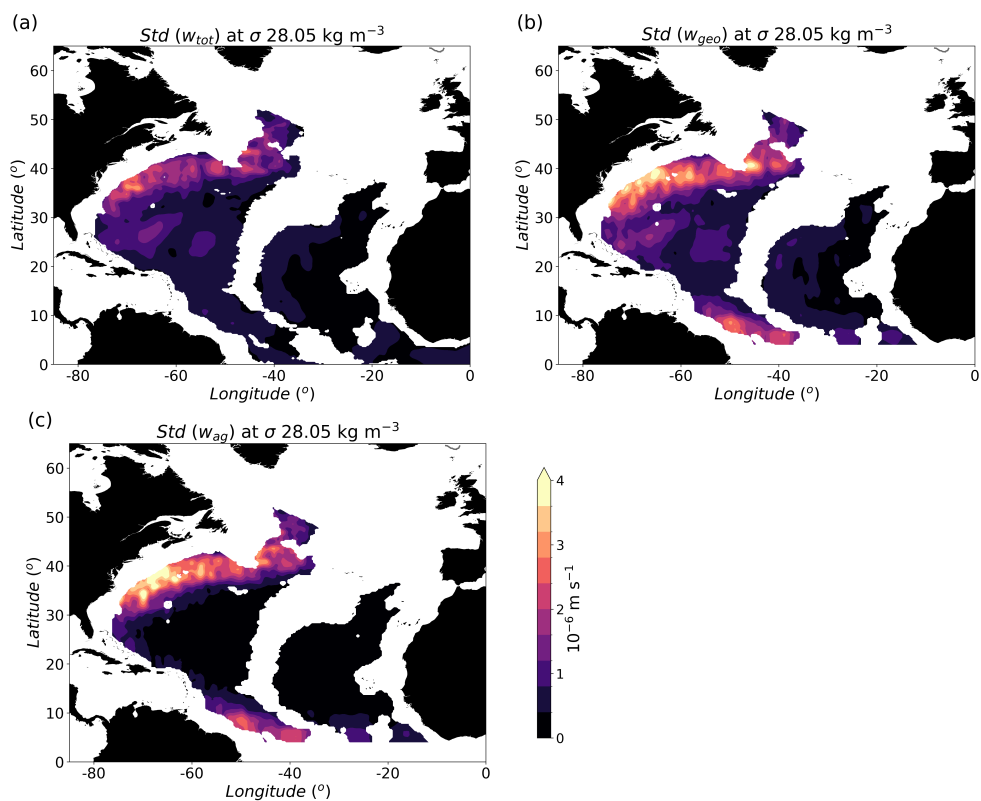 (a)
Std (w_tot) at σ 28.05 kg m⁻³
60
50
40
30
20
10
0
Latitude (°)
-80 -60 -40 -20 0
Longitude (°)
(b)
Std (w_geo) at σ 28.05 kg m⁻³
60
50
40
30
20
10
0
Latitude (°)
-80 -60 -40 -20 0
Longitude (°)
(c)
Std (w_ag) at σ 28.05 kg m⁻³
60
50
40
30
20
10
0
Latitude (°)
-80 -60 -40 -20 0
Longitude (°)
4
3
2
1
0
10⁻⁶ m s⁻¹